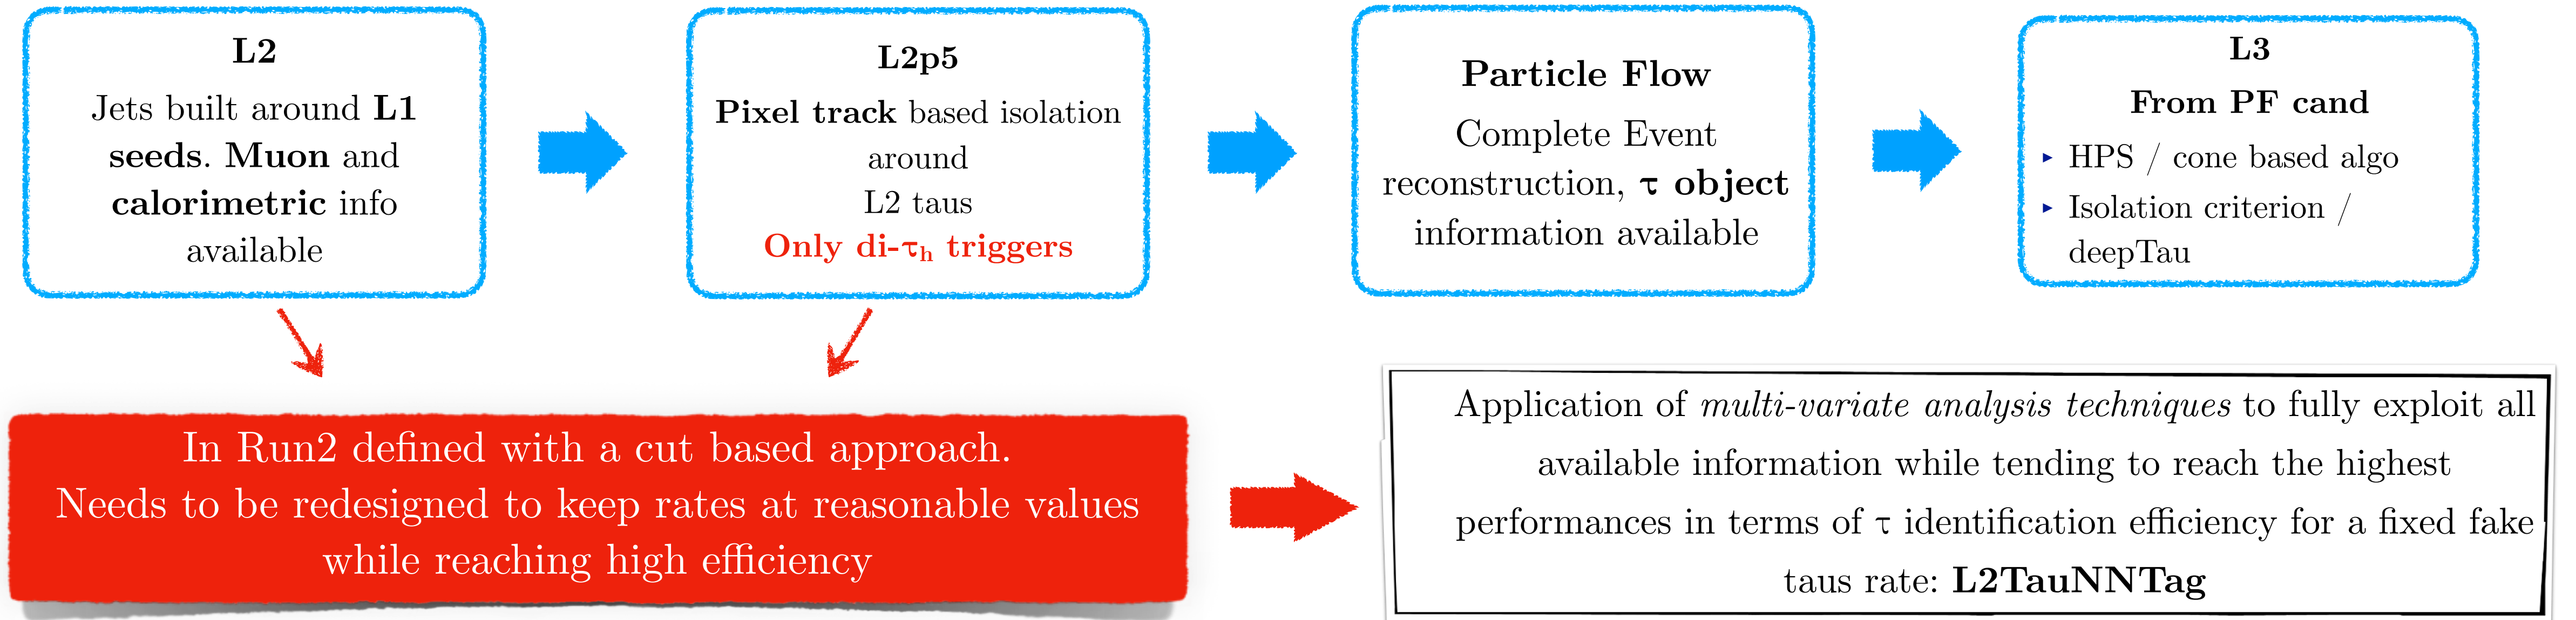 L2
Jets built around L1
seeds. Muon and
calorimetric info
available
L2p5
Pixel track based isolation
around
L2 taus
Only di-τh triggers
Particle Flow
Complete Event
reconstruction, τ object
information available
L3
From PF cand
▸ HPS / cone based algo
▸ Isolation criterion /
deepTau
In Run2 defined with a cut based approach.
Needs to be redesigned to keep rates at reasonable values
while reaching high efficiency
Application of multi-variate analysis techniques to fully exploit all
available information while tending to reach the highest
performances in terms of τ identification efficiency for a fixed fake
taus rate: L2TauNNTag